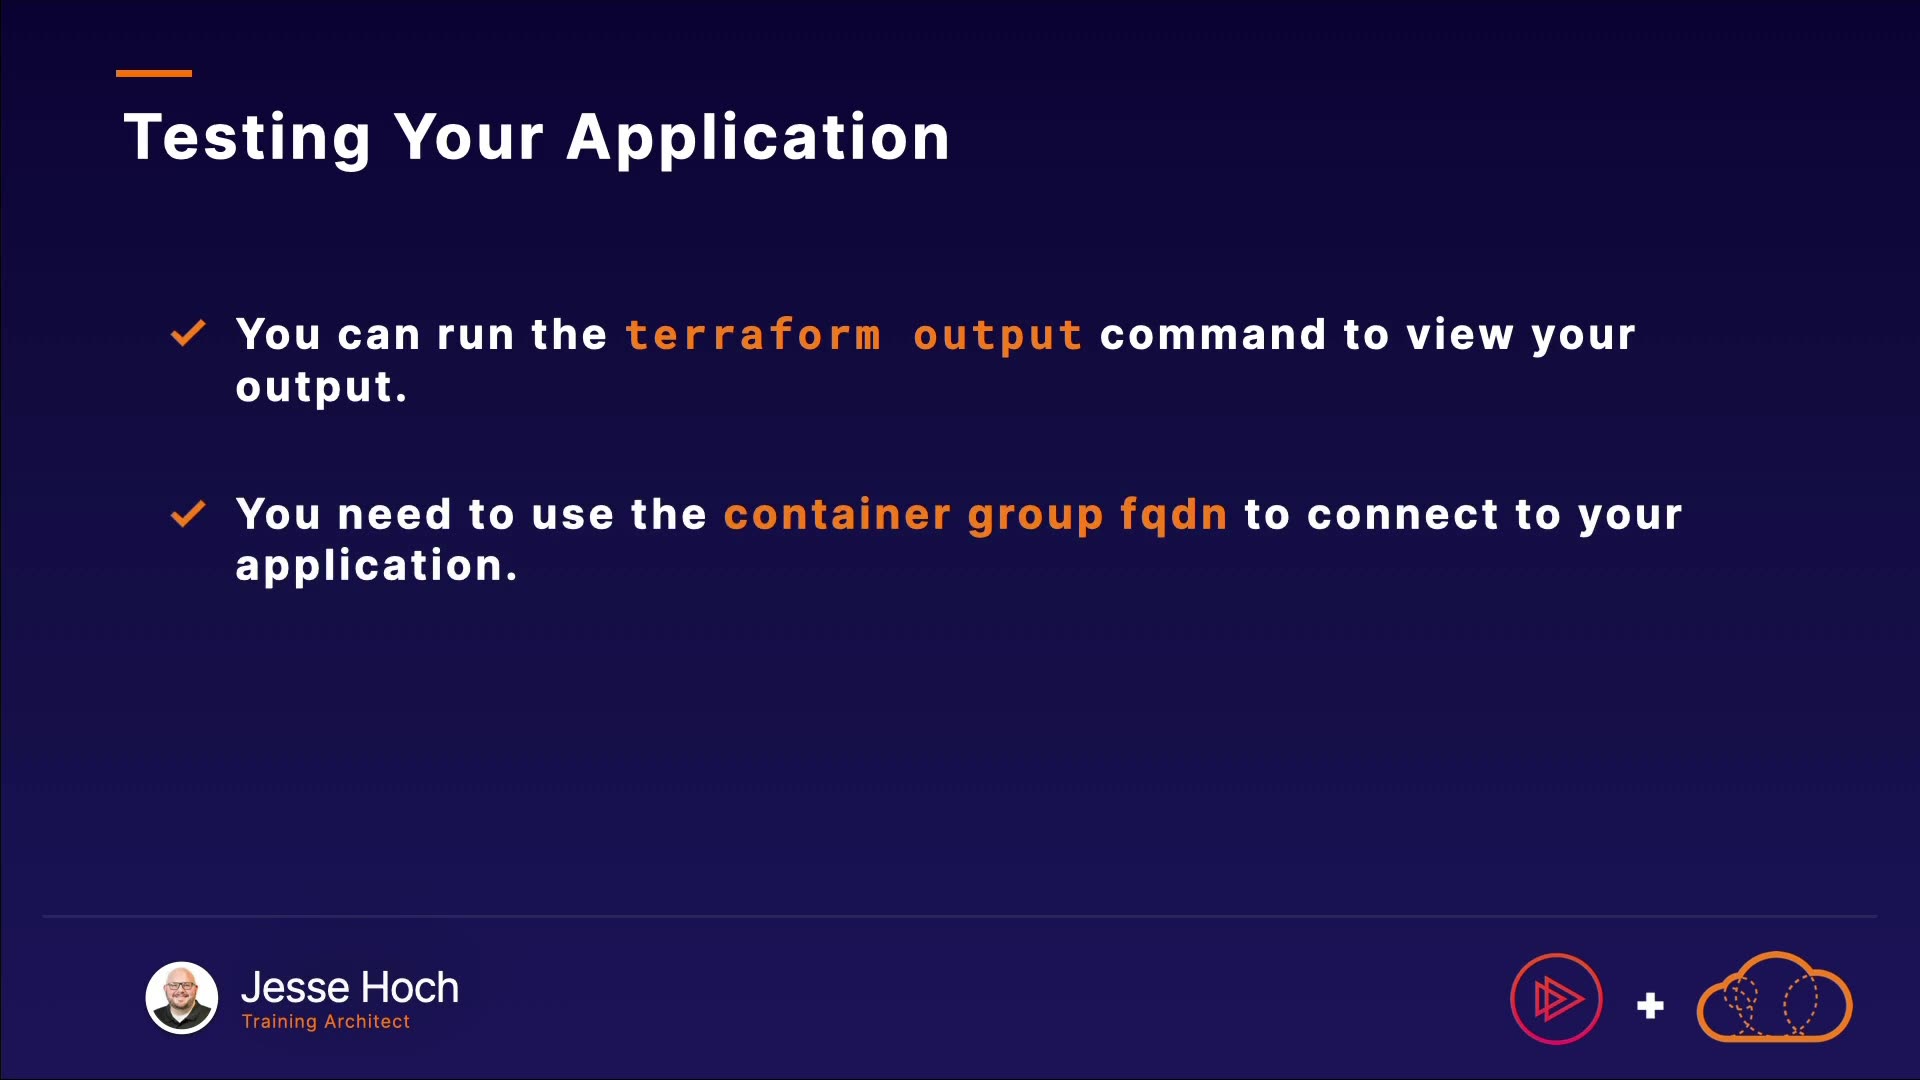 Testing Your Application
You can run the terraform output command to view your
output.
You need to use the container group fqdn to connect to your
application.
Jesse Hoch
Training Architect